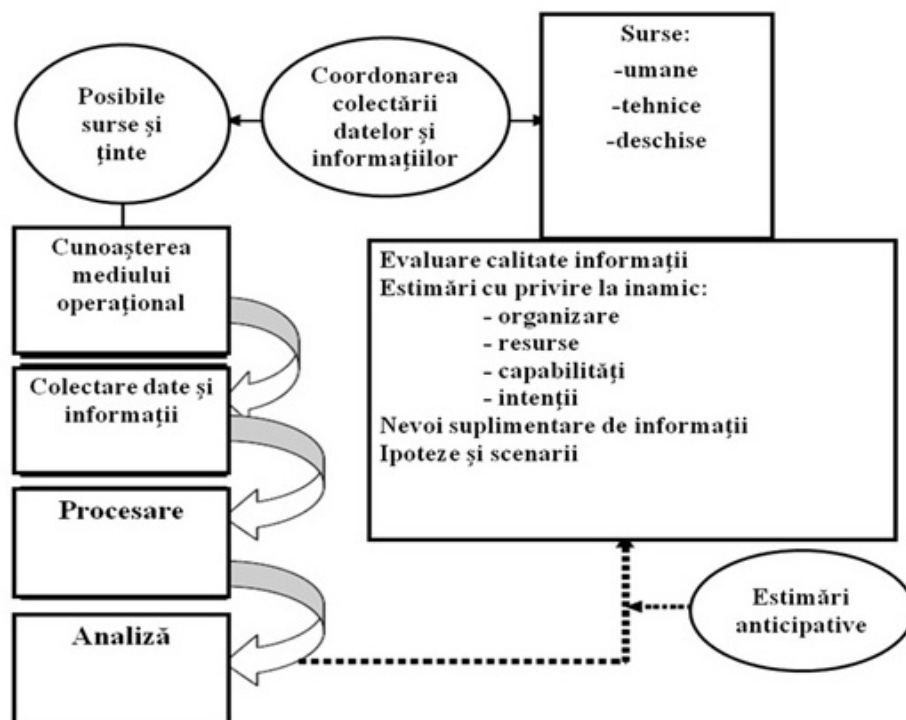 Posibile
surse și
ținte
Coordonarea
colectării
datelor și
informațiilor
Surse:
-umane
-tehnice
-deschise
Cunoașterea
mediului
operațional
Colectare date și
informații
Procesare
Analiză
Evaluare calitate informații
Estimări cu privire la inamic:
- organizare
- resurse
- capabilități
- intenții
Nevoi suplimentare de informații
Ipoteze și scenarii
Estimări
anticipative